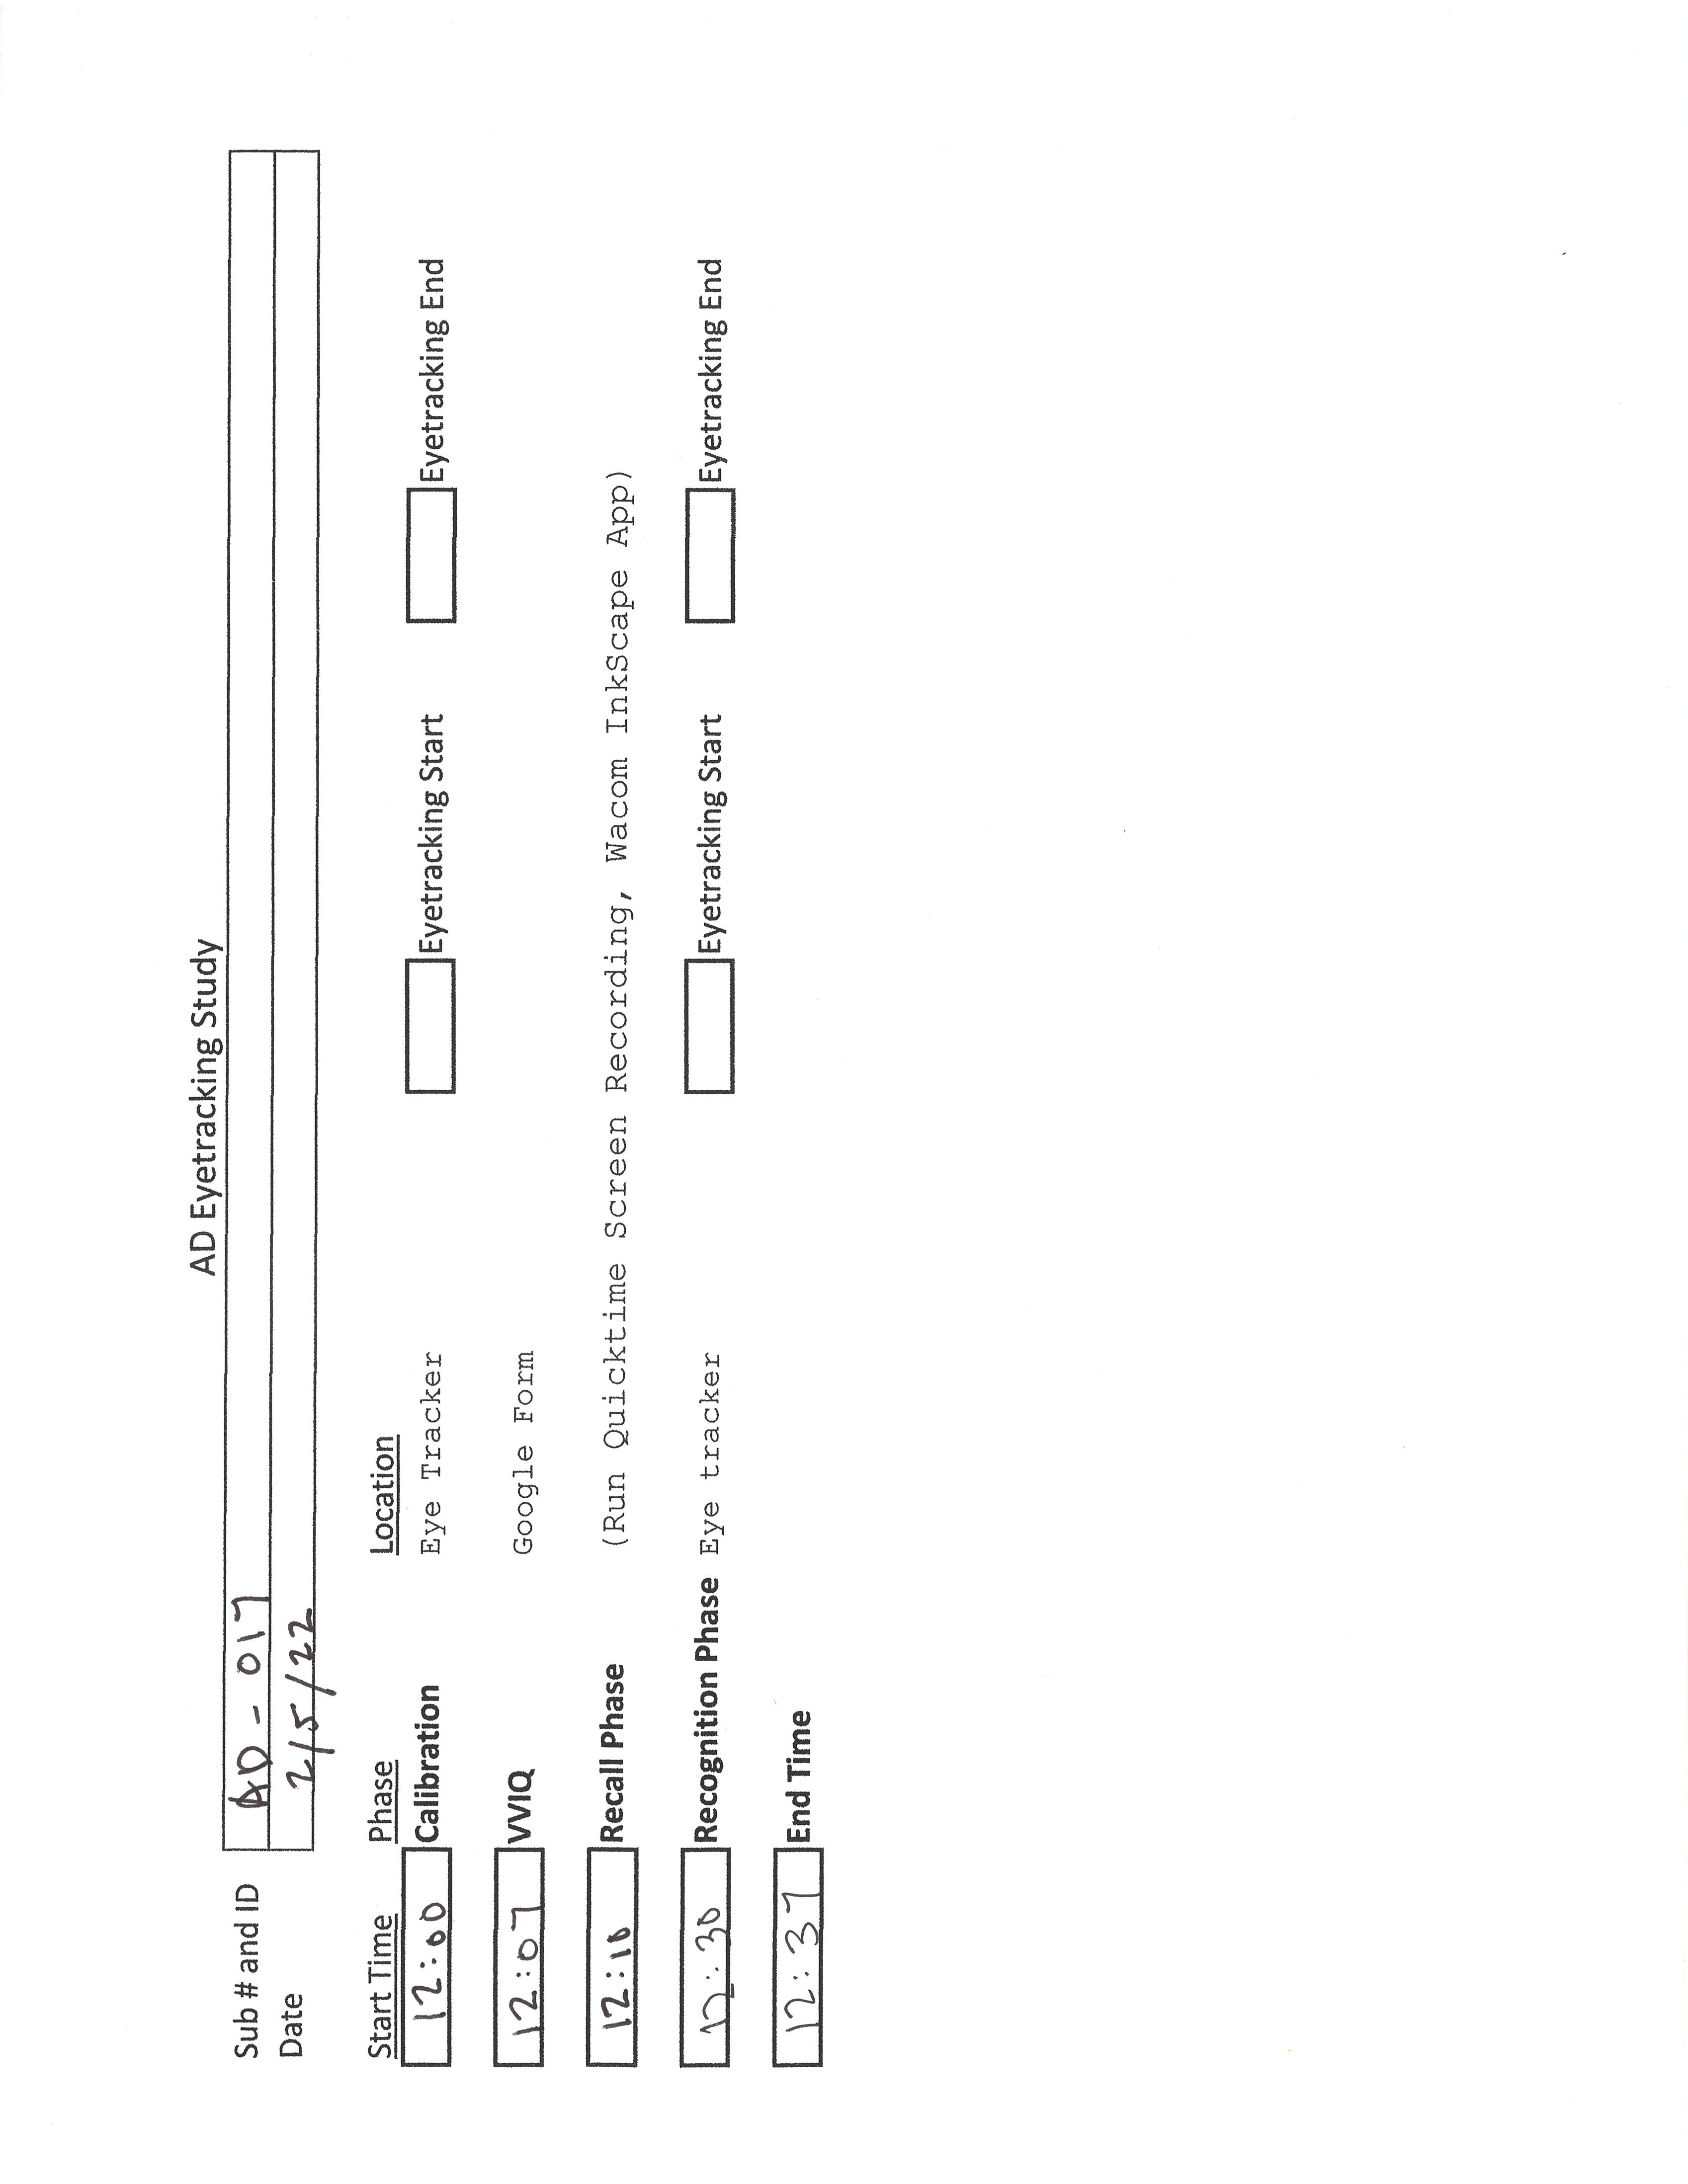 AD Eyetracking Study
Sub # and ID AD - 017
Date 2/5/22
Start Time Phase Location
12:00 Calibration Eye Tracker Eyetracking Start Eyetracking End
12:07 VVIQ Google Form
12:10 Recall Phase (Run Quicktime Screen Recording, Wacom InkScape App)
12:30 Recognition Phase Eye tracker Eyetracking Start Eyetracking End
12:37 End Time